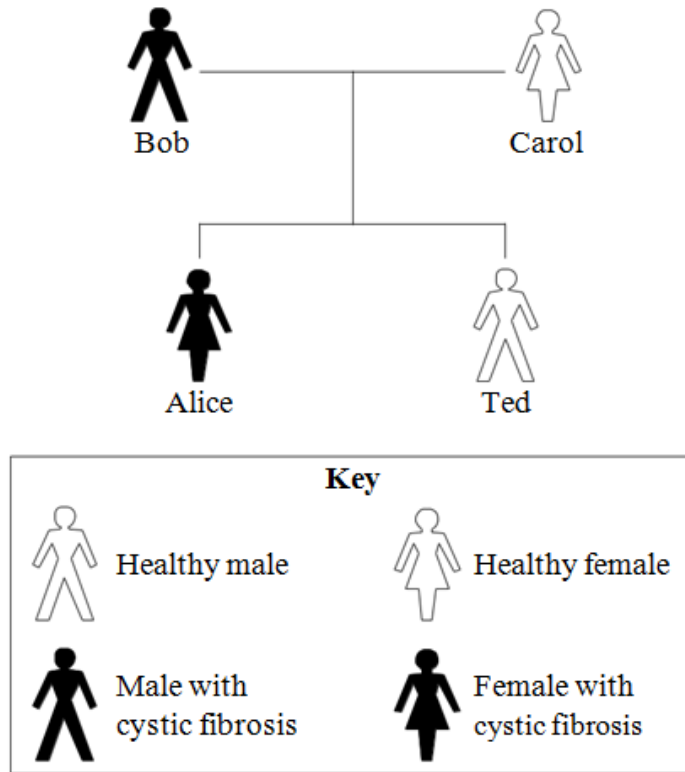 Bob
Carol
Alice
Ted
Key
Healthy male
Healthy female
Male with
cystic fibrosis
Female with
cystic fibrosis